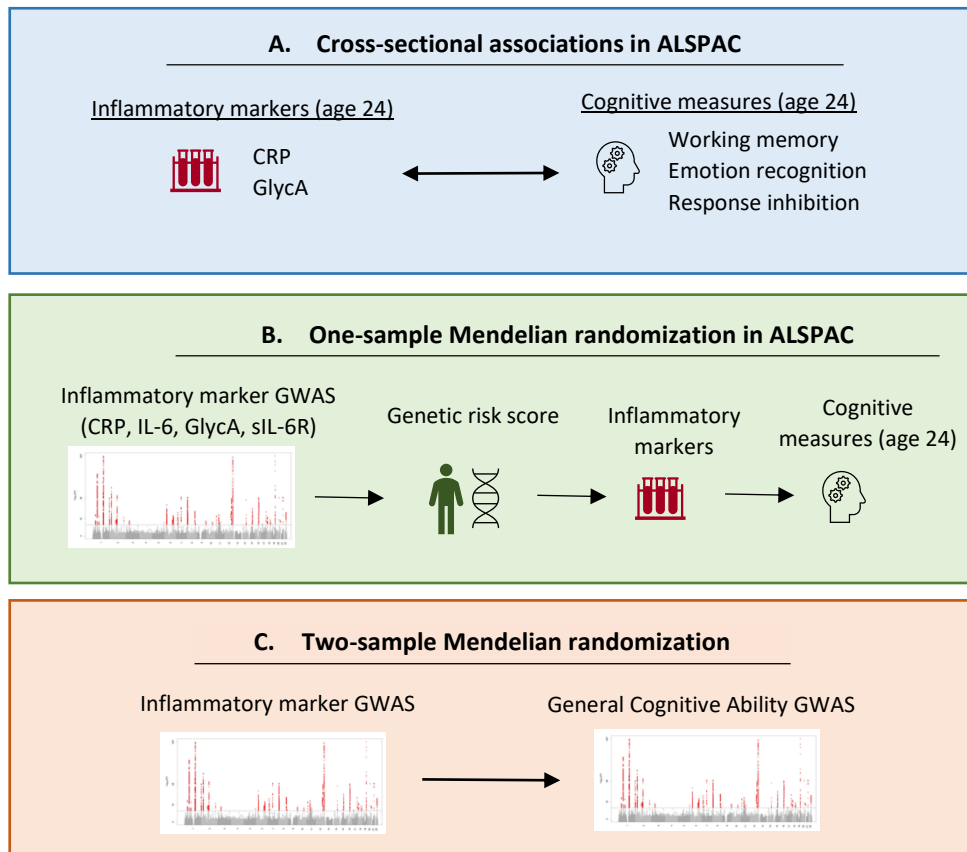 A. Cross-sectional associations in ALSPAC
Inflammatory markers (age 24)
CRP
GlycA
Cognitive measures (age 24)
Working memory
Emotion recognition
Response inhibition
B. One-sample Mendelian randomization in ALSPAC
Inflammatory marker GWAS
(CRP, IL-6, GlycA, sIL-6R)
Genetic risk score
Inflammatory
markers
Cognitive
measures (age 24)
C. Two-sample Mendelian randomization
Inflammatory marker GWAS
General Cognitive Ability GWAS